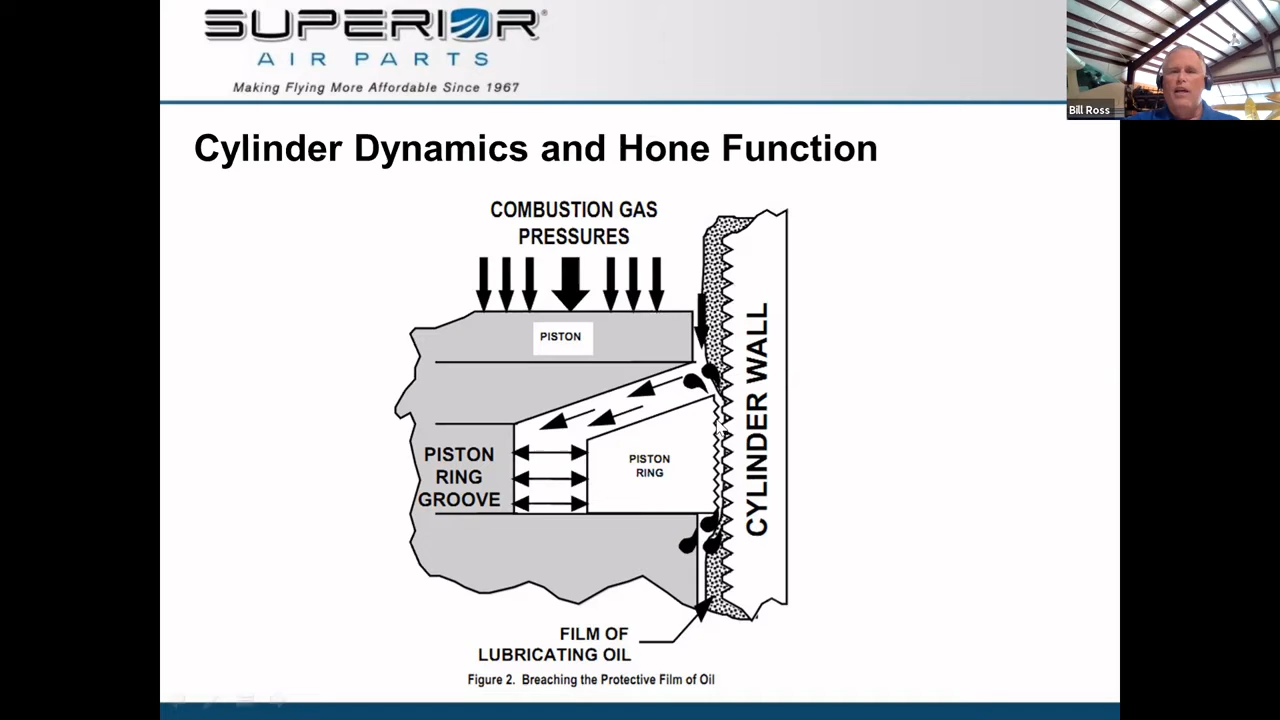 SUPERIOR®
AIR PARTS
Making Flying More Affordable Since 1967
Bill Ross
Cylinder Dynamics and Hone Function
COMBUSTION GAS
PRESSURES
PISTON
PISTON
RING
GROOVE
PISTON
RING
CYLINDER WALL
FILM OF
LUBRICATING OIL
Figure 2. Breaching the Protective Film of Oil